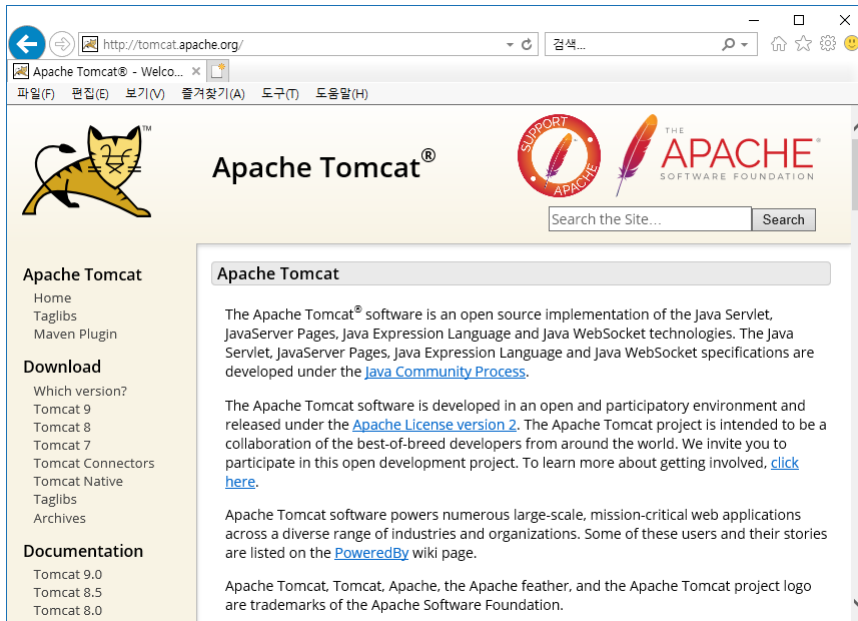 http://tomcat.apache.org/
검색...
Apache Tomcat® - Welco...
파일(F) 편집(E) 보기(V) 즐겨찾기(A) 도구(T) 도움말(H)
TM
Apache Tomcat®
SUPPORT
APACHE
THE
APACHE®
SOFTWARE FOUNDATION
Search the Site...
Search
Apache Tomcat
Home
Taglibs
Maven Plugin
Download
Which version?
Tomcat 9
Tomcat 8
Tomcat 7
Tomcat Connectors
Tomcat Native
Taglibs
Archives
Documentation
Tomcat 9.0
Tomcat 8.5
Tomcat 8.0
Apache Tomcat
The Apache Tomcat® software is an open source implementation of the Java Servlet,
JavaServer Pages, Java Expression Language and Java WebSocket technologies. The Java
Servlet, JavaServer Pages, Java Expression Language and Java WebSocket specifications are
developed under the Java Community Process.
The Apache Tomcat software is developed in an open and participatory environment and
released under the Apache License version 2. The Apache Tomcat project is intended to be a
collaboration of the best-of-breed developers from around the world. We invite you to
participate in this open development project. To learn more about getting involved, click
here.
Apache Tomcat software powers numerous large-scale, mission-critical web applications
across a diverse range of industries and organizations. Some of these users and their stories
are listed on the PoweredBy wiki page.
Apache Tomcat, Tomcat, Apache, the Apache feather, and the Apache Tomcat project logo
are trademarks of the Apache Software Foundation.